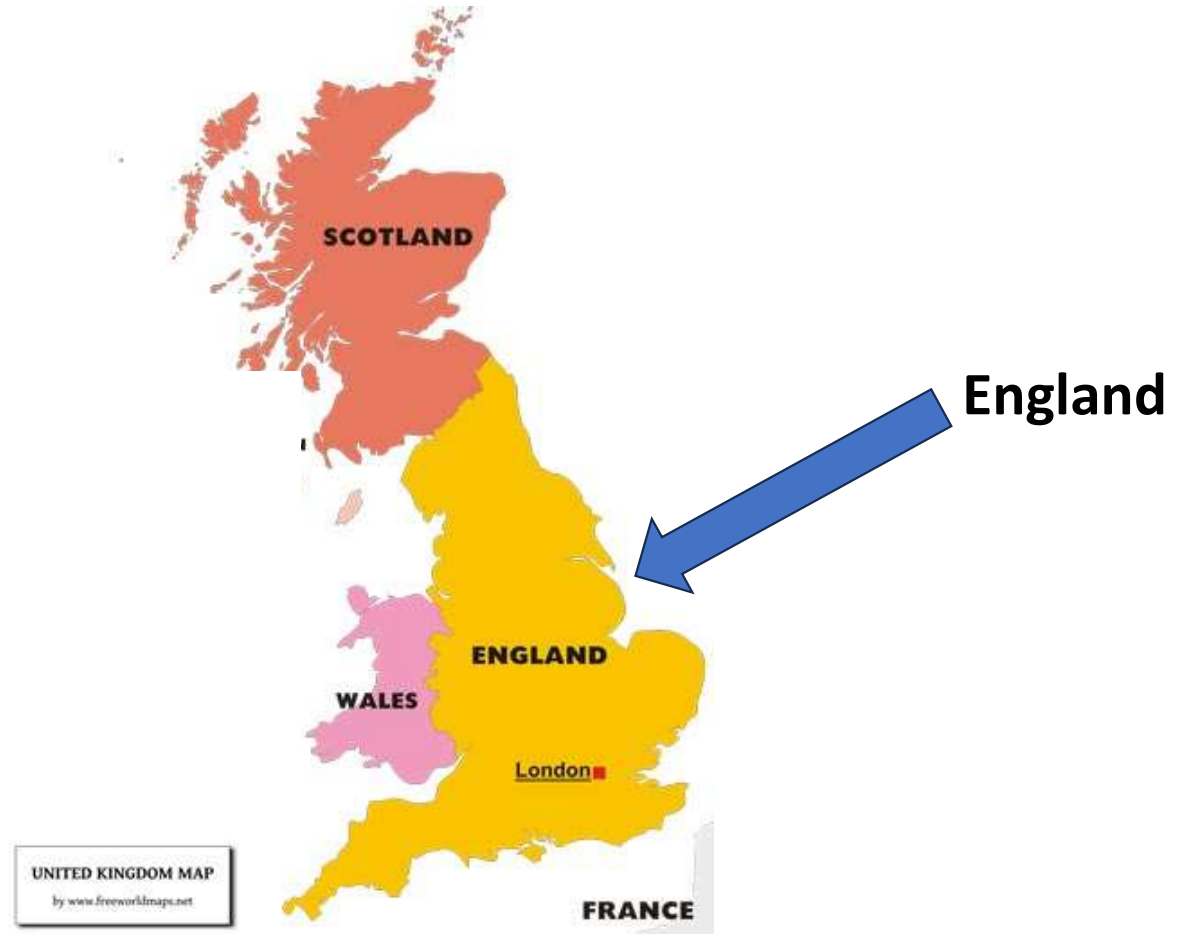 SCOTLAND
England
ENGLAND
WALES
London
UNITED KINGDOM MAP
by www.freeworldmaps.net
FRANCE